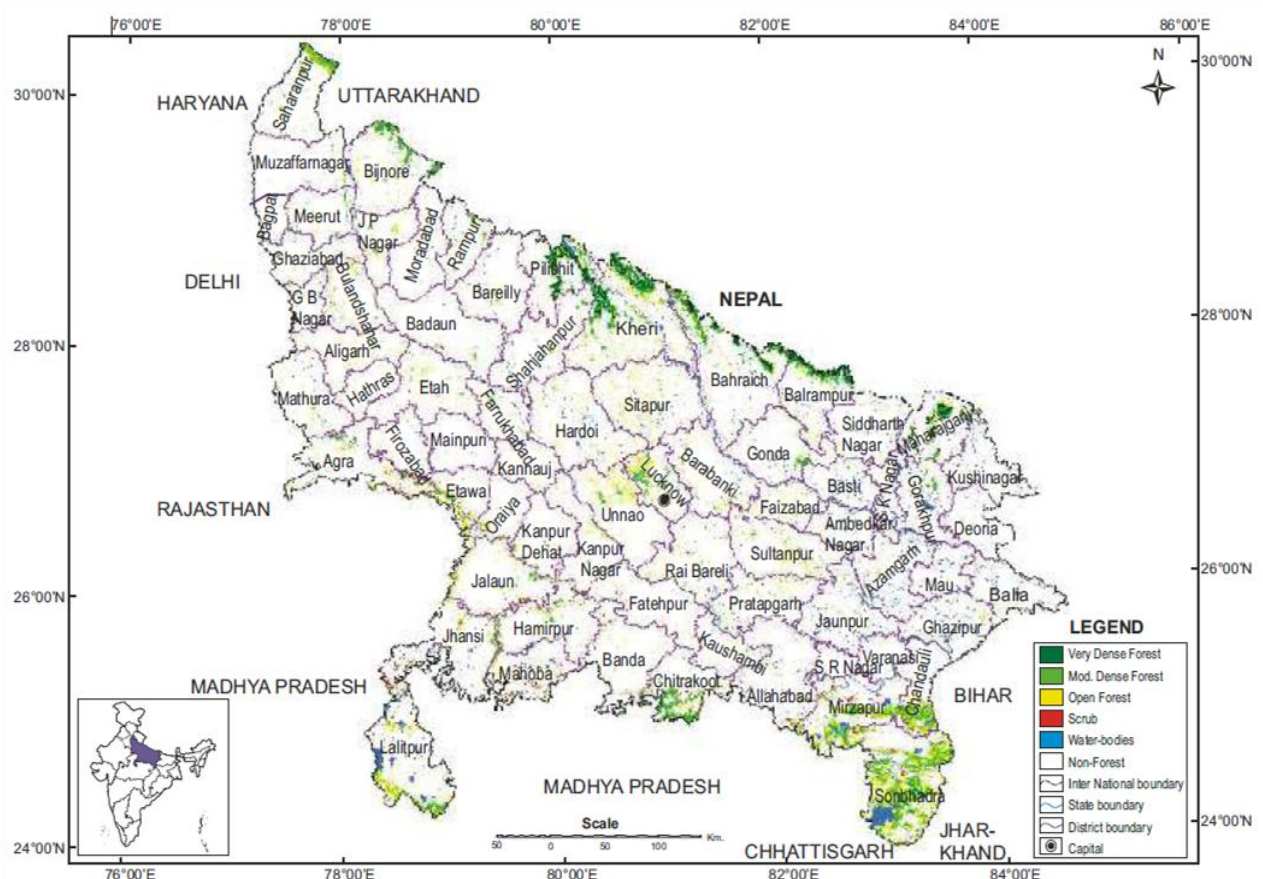 76°00'E 78°00'E 80°00'E 82°00'E 84°00'E 86°00'E
30°00'N
30°00'N
N
HARYANA
UTTARAKHAND
Saharanpur
Muzaffarnagar
Bijnore
Bagpat
Meerut
J P
Nagar
Moradabad
Rampur
Ghaziabad
DELHI
Bulandshahar
G B
Nagar
Bareilly
Pilibhit
NEPAL
Badaun
Kheri
28°00'N
28°00'N
Shahjahanpur
Aligarh
Mathura
Hathras
Etah
Farrukhabad
Bahraich
Balrampur
Sitapur
Hardoi
Siddharth
Nagar
Maharajganj
Agra
Firozabad
Mainpuri
Kannauj
Gonda
Lucknow
Barabanki
Basti
S K Nagar
Gorakhpur
Kushinagar
RAJASTHAN
Etawal
Oraiya
Unnao
Faizabad
Ambedkar
Nagar
Deoria
Kanpur
Dehat
Kanpur
Nagar
Sultanpur
Azamgarh
Rai Bareli
Jalaun
Mau
Ballia
26°00'N
26°00'N
Fatehpur
Pratapgarh
Jaunpur
Ghazipur
Jhansi
Hamirpur
Kaushambi
Banda
Mahoba
Chitrakoot
Allahabad
S R Nagar
Varanasi
Chandauli
Mirzapur
MADHYA PRADESH
BIHAR
Lalitpur
MADHYA PRADESH
Sonbhadra
JHAR-
KHAND
CHHATTISGARH
24°00'N
24°00'N
Scale
50 0 50 100 Km.
LEGEND
Very Dense Forest
Mod. Dense Forest
Open Forest
Scrub
Water-bodies
Non-Forest
Inter National boundary
State boundary
District boundary
Capital
76°00'E 78°00'E 80°00'E 82°00'E 84°00'E